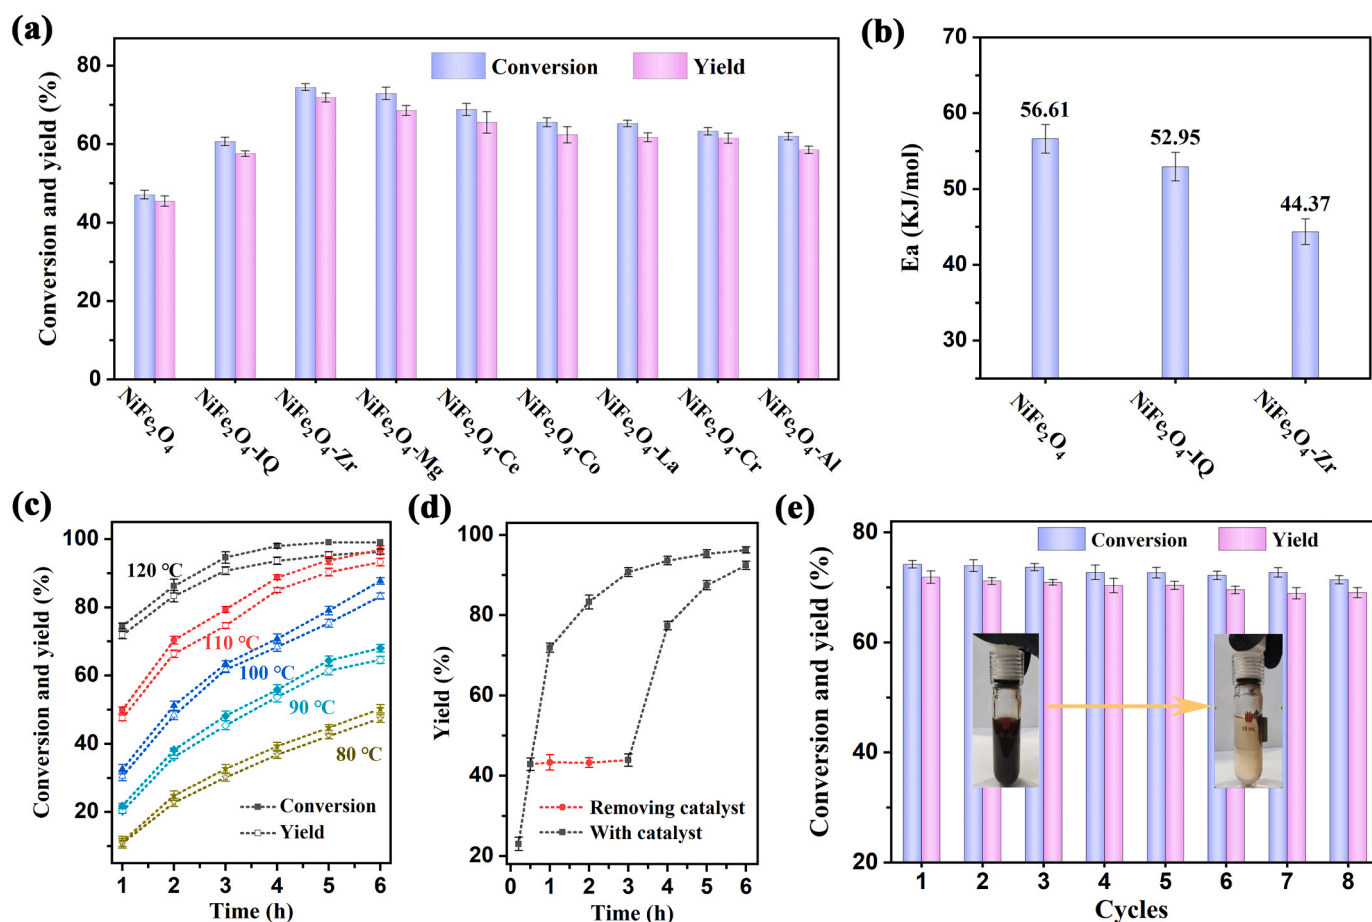 (a)
Conversion and yield (%)
80
60
40
20
0
Conversion
Yield
NiFe₂O₄
NiFe₂O₄-IQ
NiFe₂O₄-Zr
NiFe₂O₄-Mg
NiFe₂O₄-Ce
NiFe₂O₄-Co
NiFe₂O₄-La
NiFe₂O₄-Cr
NiFe₂O₄-Al
(b)
Ea (KJ/mol)
70
60
50
40
30
56.61
52.95
44.37
NiFe₂O₄
NiFe₂O₄-IQ
NiFe₂O₄-Zr
(c)
Conversion and yield (%)
100
80
60
40
20
120 °C
110 °C
100 °C
90 °C
80 °C
Conversion
Yield
1 2 3 4 5 6
Time (h)
(d)
Yield (%)
100
80
60
40
20
Removing catalyst
With catalyst
0 1 2 3 4 5 6
Time (h)
(e)
Conversion and yield (%)
80
60
40
20
Conversion
Yield
15 mL
1 2 3 4 5 6 7 8
Cycles